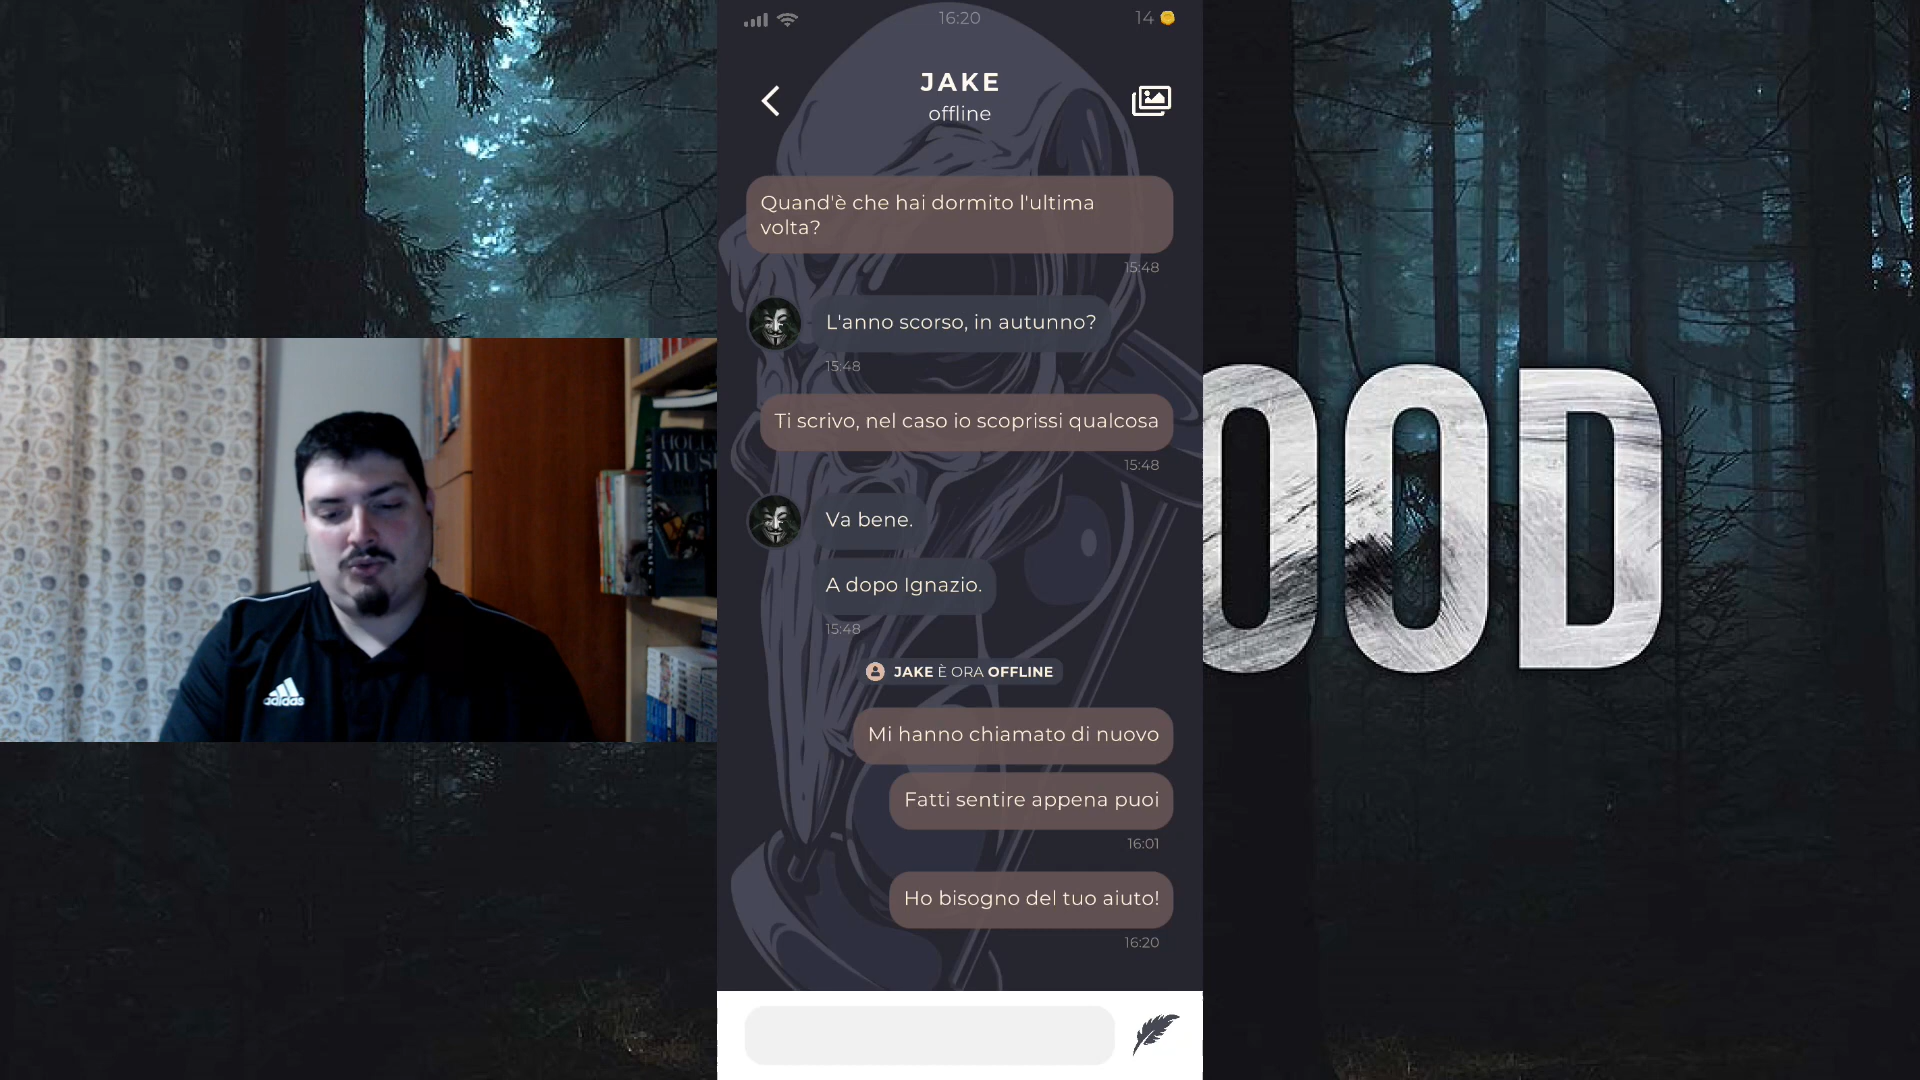 16:20
14
JAKE
offline
Quand'è che hai dormito l'ultima
volta?
15:48
L'anno scorso, in autunno?
15:48
Ti scrivo, nel caso io scoprissi qualcosa
15:48
Va bene.
A dopo Ignazio.
15:48
JAKE È ORA OFFLINE
Mi hanno chiamato di nuovo
Fatti sentire appena puoi
16:01
Ho bisogno del tuo aiuto!
16:20
OOD
adidas